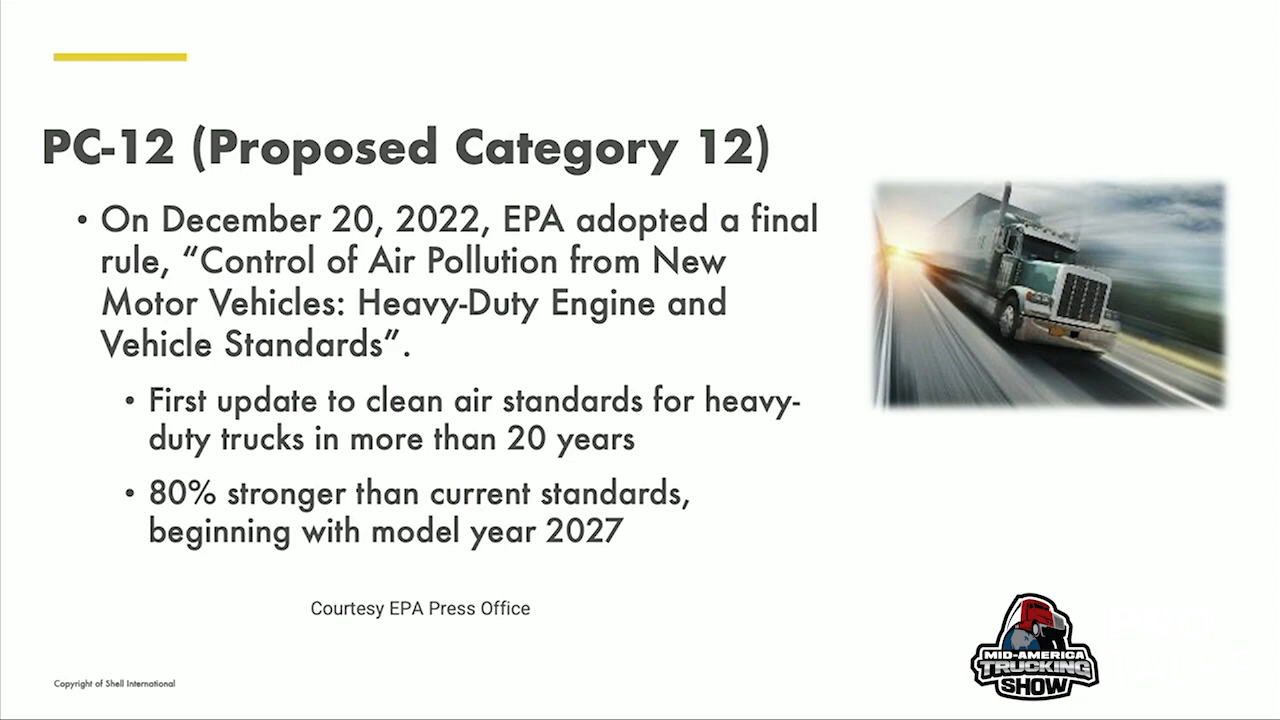 PC-12 (Proposed Category 12)
• On December 20, 2022, EPA adopted a final
rule, “Control of Air Pollution from New
Motor Vehicles: Heavy-Duty Engine and
Vehicle Standards”.
• First update to clean air standards for heavy-
duty trucks in more than 20 years
• 80% stronger than current standards,
beginning with model year 2027
Courtesy EPA Press Office
MID-AMERICA
TRUCKING
SHOW
Copyright of Shell International